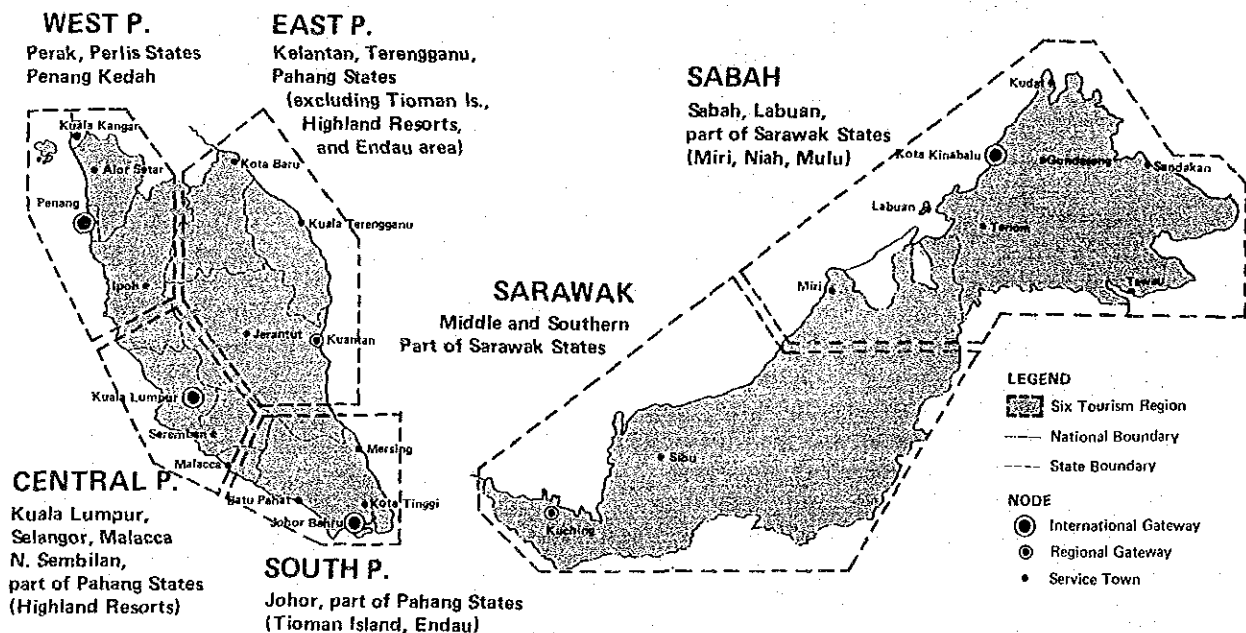 WEST P.
Perak, Perlis States
Penang Kedah
EAST P.
Kelantan, Terengganu,
Pahang States
(excluding Tioman Is.,
Highland Resorts,
and Endau area)
SABAH
Sabah, Labuan,
part of Sarawak States
(Miri, Niah, Mulu)
Kuala Kangar
Alor Setar
Penang
Ipoh
Kota Baru
Kuala Terengganu
Jerantut
Kuantan
Kuala Lumpur
Seremban
Malacca
Mersing
Batu Pahat
Kota Tinggi
Johor Bahru
Kudat
Kota Kinabalu
Gundasang
Sandakan
Labuan
Tenom
Tawau
Miri
Sibu
Kuching
SARAWAK
Middle and Southern
Part of Sarawak States
CENTRAL P.
Kuala Lumpur,
Selangor, Malacca
N. Sembilan,
part of Pahang States
(Highland Resorts)
SOUTH P.
Johor, part of Pahang States
(Tioman Island, Endau)
LEGEND
Six Tourism Region
National Boundary
State Boundary
NODE
International Gateway
Regional Gateway
Service Town